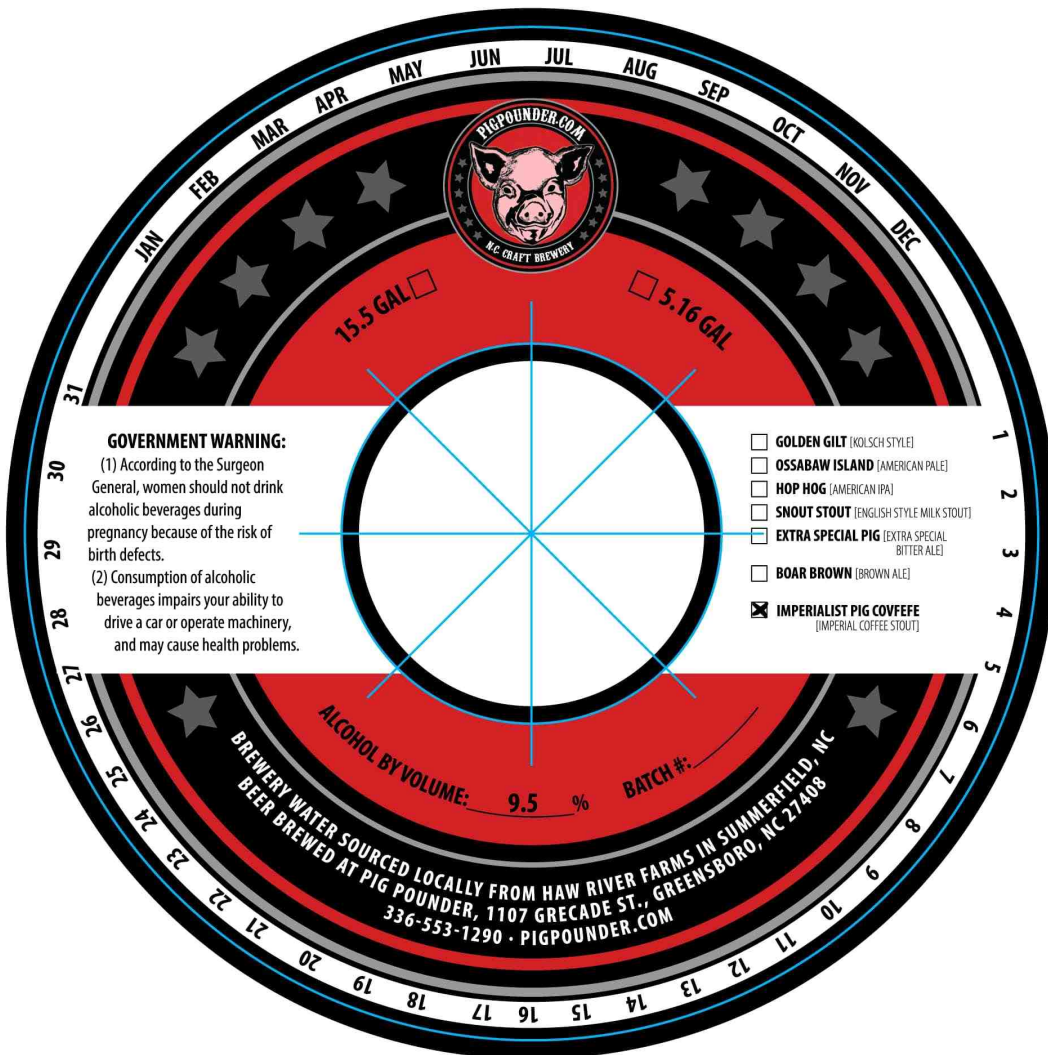 JAN FEB MAR APR MAY JUN JUL AUG SEP OCT NOV DEC
PIGPOUNDER.COM
N.C. CRAFT BREWERY
15.5 GAL
5.16 GAL
GOVERNMENT WARNING:
(1) According to the Surgeon
General, women should not drink
alcoholic beverages during
pregnancy because of the risk of
birth defects.
(2) Consumption of alcoholic
beverages impairs your ability to
drive a car or operate machinery,
and may cause health problems.
GOLDEN GILT [KOLSCH STYLE]
OSSABAW ISLAND [AMERICAN PALE]
HOP HOG [AMERICAN IPA]
SNOUT STOUT [ENGLISH STYLE MILK STOUT]
EXTRA SPECIAL PIG [EXTRA SPECIAL
BITTER ALE]
BOAR BROWN [BROWN ALE]
IMPERIALIST PIG COVFEFE
[IMPERIAL COFFEE STOUT]
ALCOHOL BY VOLUME: 9.5 %
BATCH #:
BREWERY WATER SOURCED LOCALLY FROM HAW RIVER FARMS IN SUMMERFIELD, NC
BEER BREWED AT PIG POUNDER, 1107 GRECADE ST., GREENSBORO, NC 27408
336-553-1290 · PIGPOUNDER.COM
1 2 3 4 5 6 7 8 9 10 11 12 13 14 15 16 17 18 19 20 21 22 23 24 25 26 27 28 29 30 31